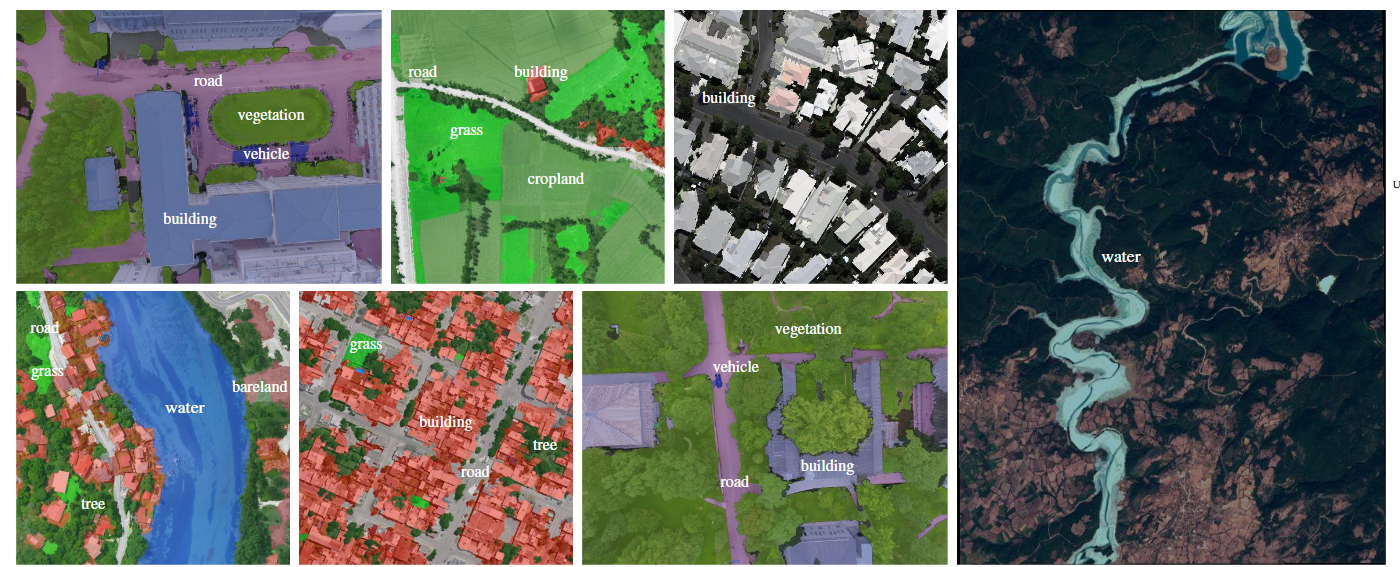 road
vegetation
vehicle
building
road
building
grass
cropland
building
water
road
grass
water
bareland
tree
grass
building
tree
road
vegetation
vehicle
building
road